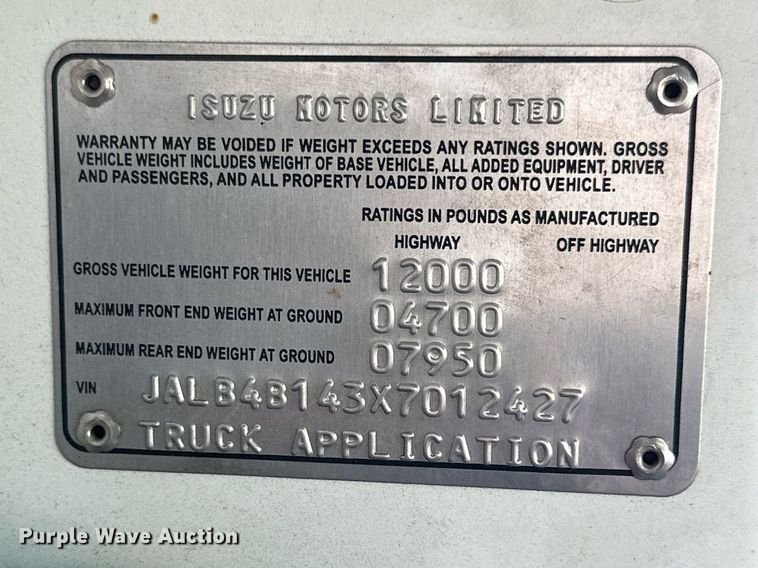 ISUZU MOTORS LIMITED
WARRANTY MAY BE VOIDED IF WEIGHT EXCEEDS ANY RATINGS SHOWN. GROSS
VEHICLE WEIGHT INCLUDES WEIGHT OF BASE VEHICLE, ALL ADDED EQUIPMENT, DRIVER
AND PASSENGERS, AND ALL PROPERTY LOADED INTO OR ONTO VEHICLE.
RATINGS IN POUNDS AS MANUFACTURED
HIGHWAY OFF HIGHWAY
GROSS VEHICLE WEIGHT FOR THIS VEHICLE 12000
MAXIMUM FRONT END WEIGHT AT GROUND 04700
MAXIMUM REAR END WEIGHT AT GROUND 07950
VIN JALB4B143X7012427
TRUCK APPLICATION
Purple Wave Auction